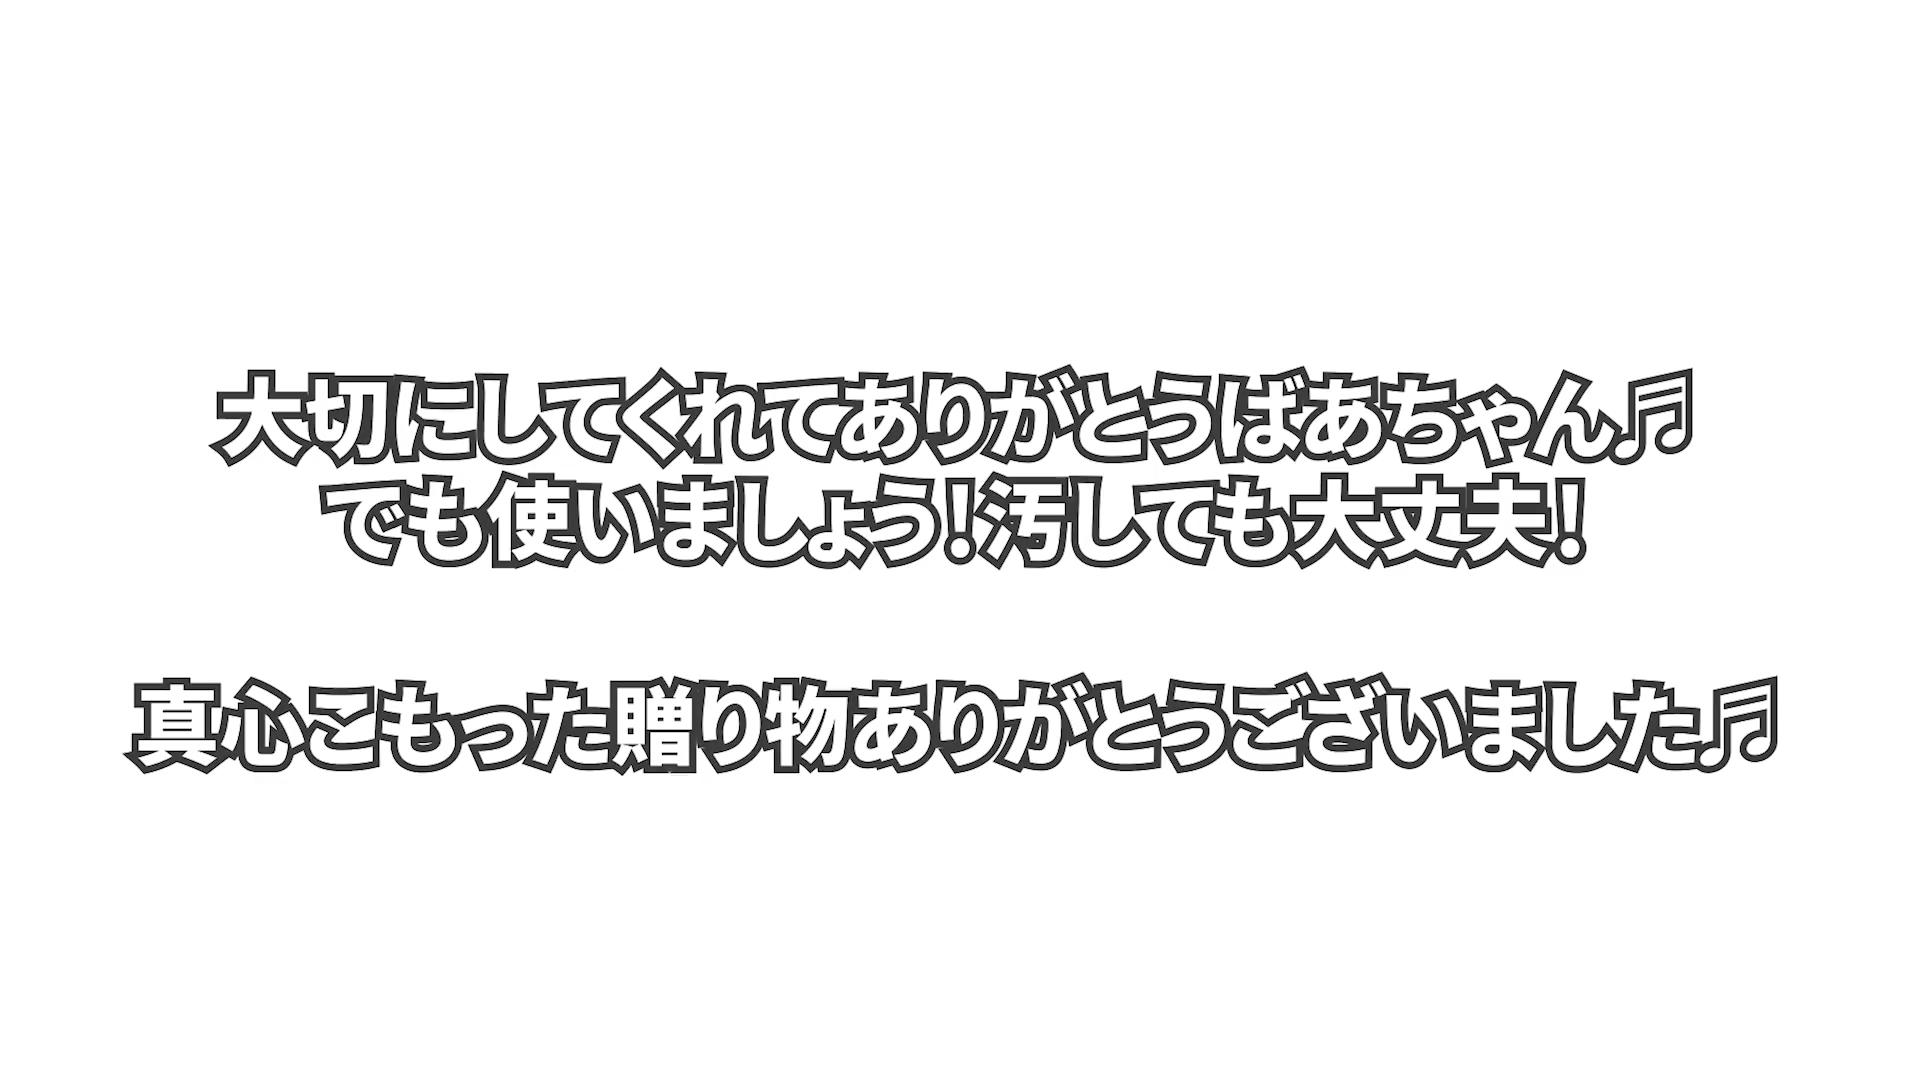 大切にしてくれてありがとうばあちゃん♬
でも使いましょう！汚しても大丈夫！
真心こもった贈り物ありがとうございました♬